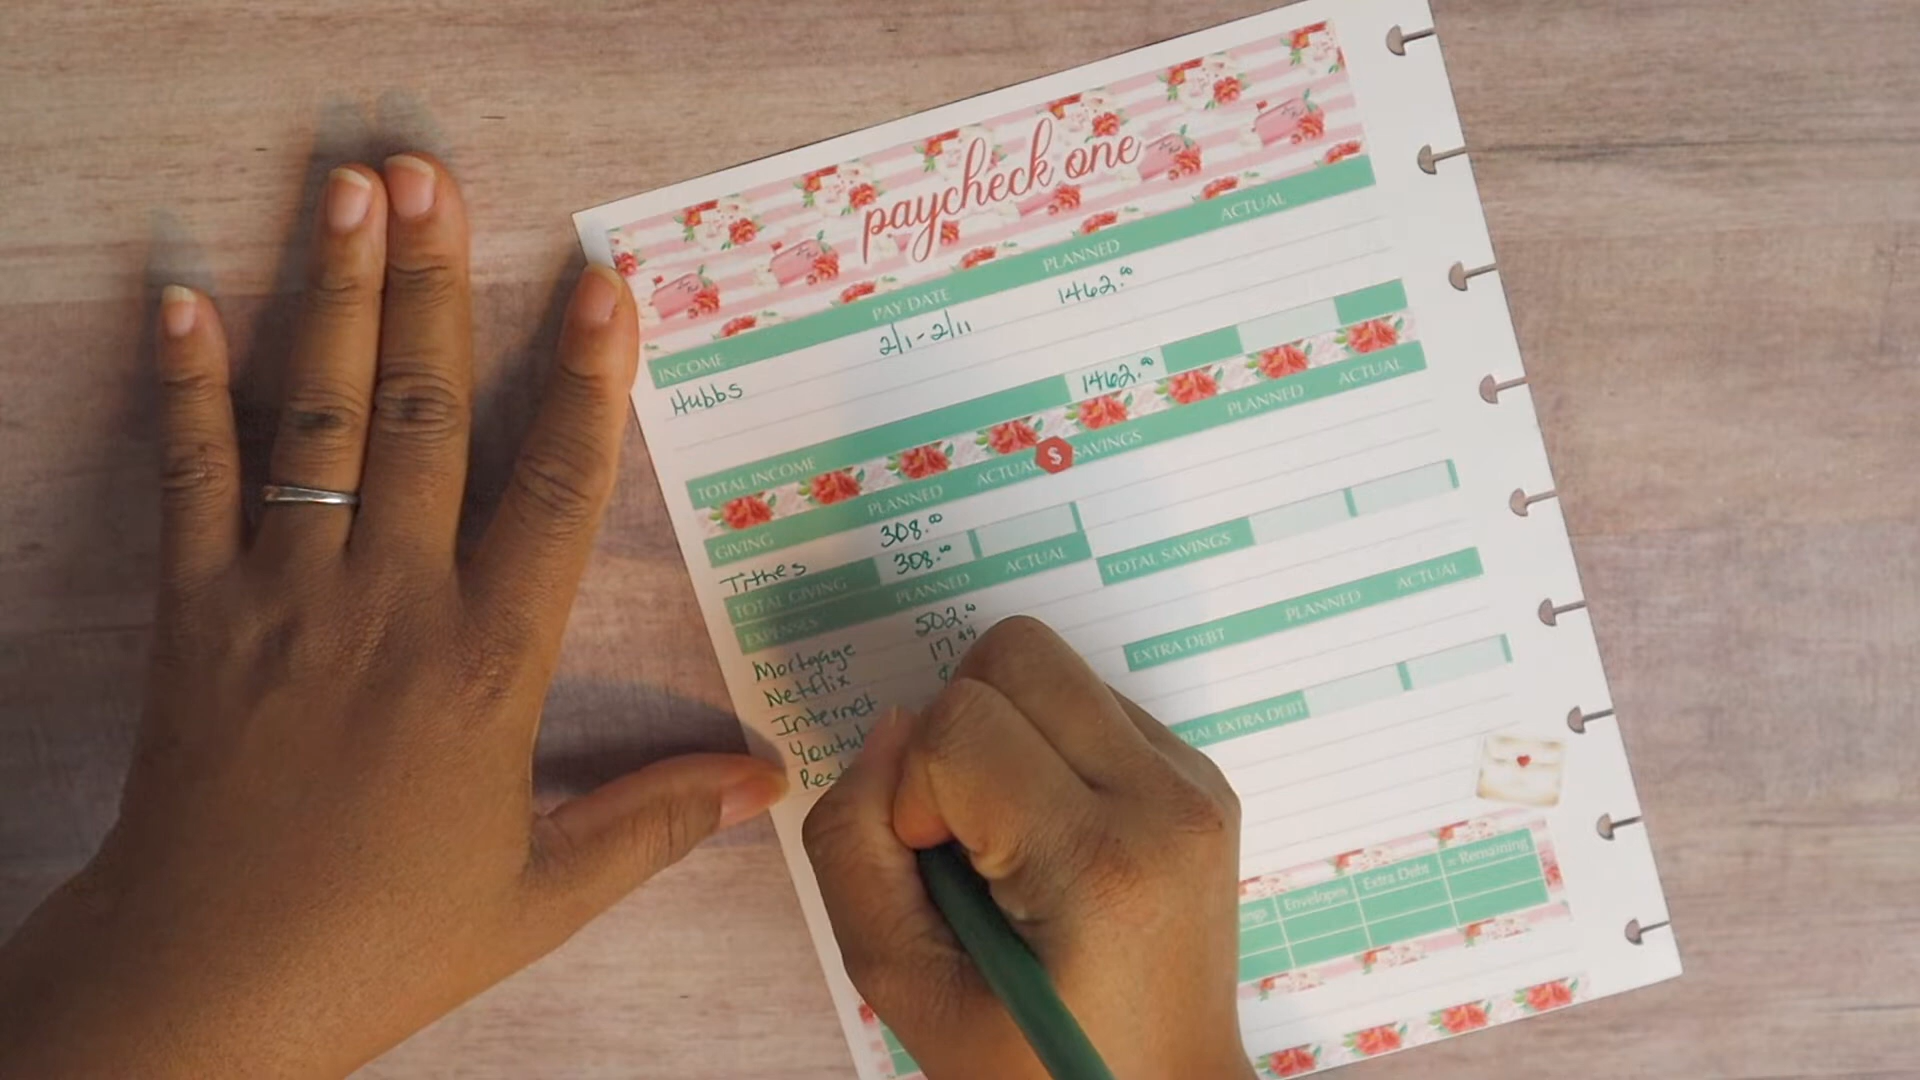 paycheck one
INCOME PAY DATE PLANNED ACTUAL
Hubbs 2/1-2/11 1462.00
TOTAL INCOME 1462.00
GIVING PLANNED ACTUAL $ SAVINGS PLANNED ACTUAL
Tithes 308.00
TOTAL GIVING 308.00 TOTAL SAVINGS
EXPENSES PLANNED ACTUAL
Mortgage 502.00 EXTRA DEBT PLANNED ACTUAL
Netflix 17.44
Internet
EXTRA DEBT
Envelopes Extra Debt = Remaining